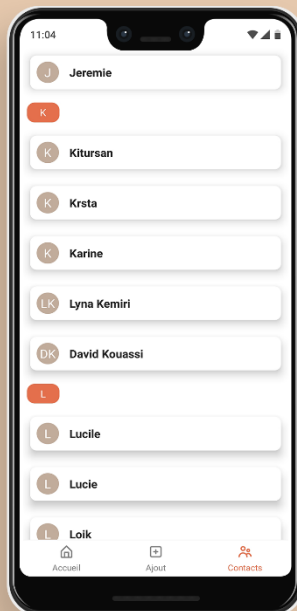 11:04
J Jeremie
K
K Kitursan
K Krsta
K Karine
LK Lyna Kemiri
DK David Kouassi
L
L Lucile
L Lucie
L Loik
Accueil Ajout Contacts